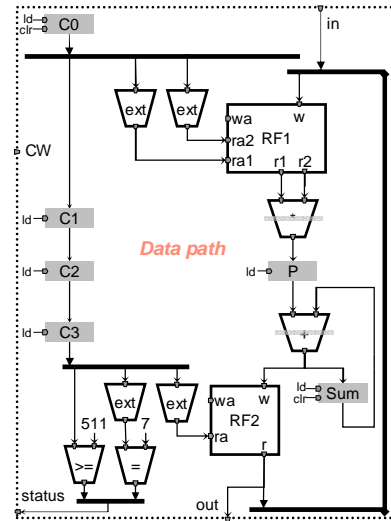 ld
clr
C0
in
ext
ext
wa
w
RF1
ra2
ra1
r1
r2
CW
ld
C1
Data path
ld
C2
ld
P
ld
C3
+
ext
ext
wa
w
RF2
ra
r
ld
clr
Sum
511
7
>=
=
status
out